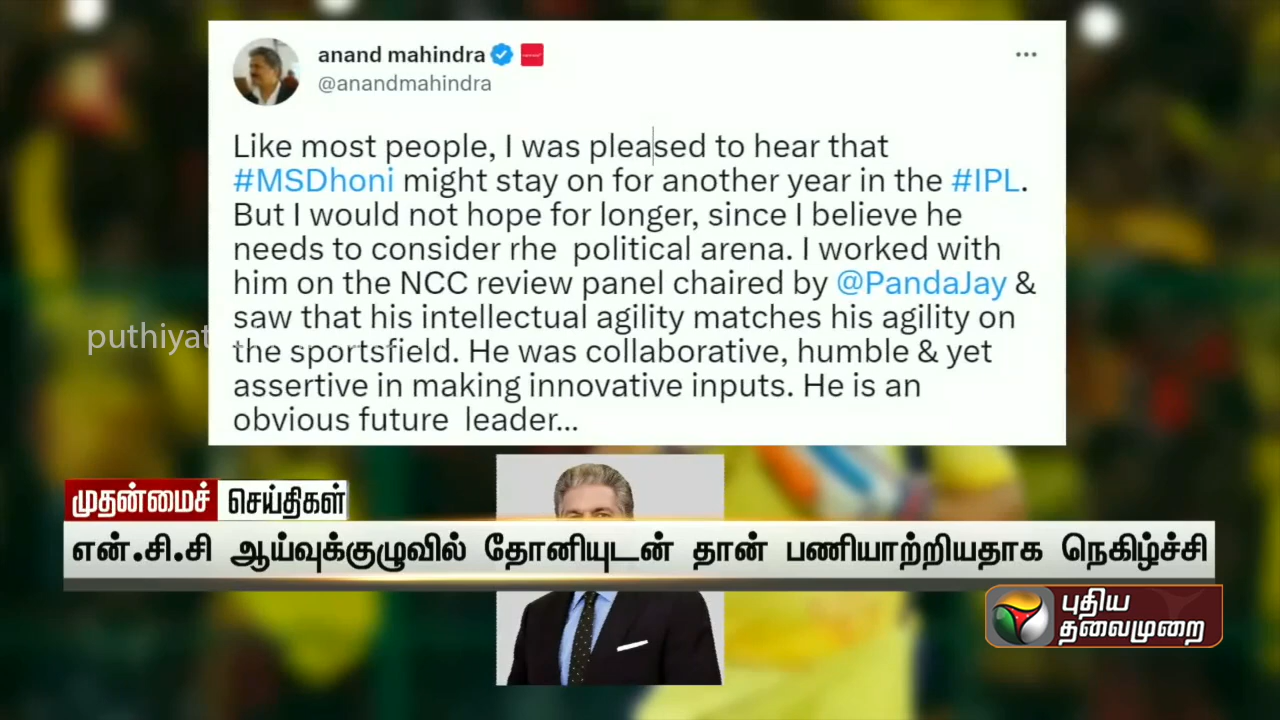 anand mahindra
@anandmahindra
Like most people, I was pleased to hear that
#MSDhoni might stay on for another year in the #IPL.
But I would not hope for longer, since I believe he
needs to consider rhe political arena. I worked with
him on the NCC review panel chaired by @PandaJay &
saw that his intellectual agility matches his agility on
the sportsfield. He was collaborative, humble & yet
assertive in making innovative inputs. He is an
obvious future leader...
puthiyat
முதன்மைச் செய்திகள்
என்.சி.சி ஆய்வுக்குழுவில் தோனியுடன் தான் பணியாற்றியதாக நெகிழ்ச்சி
புதிய
தலைமுறை